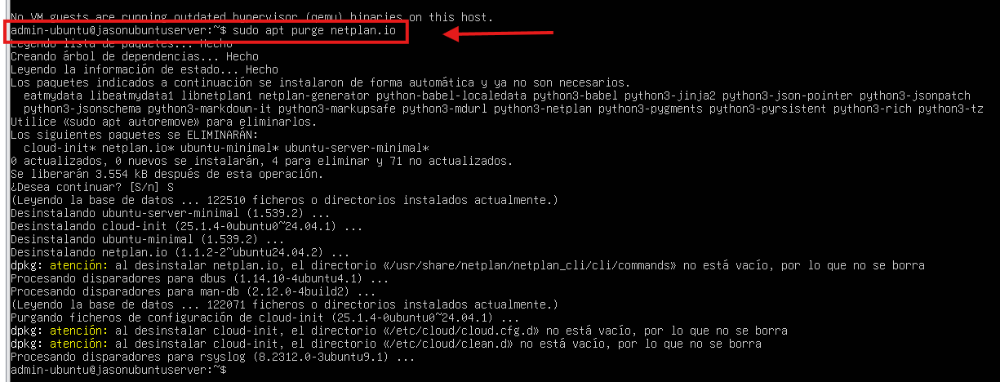 No VM guests are running outdated hypervisor (qemu) binaries on this host.
admin-ubuntu@jasonubuntuserver:~$ sudo apt purge netplan.io
Leyendo lista de paquetes... Hecho
Creando árbol de dependencias... Hecho
Leyendo la información de estado... Hecho
Los paquetes indicados a continuación se instalaron de forma automática y ya no son necesarios.
  eatmydata libeatmydata1 libnetplan1 netplan-generator python-babel-localedata python3-babel python3-jinja2 python3-json-pointer python3-jsonpatch
  python3-jsonschema python3-markdown-it python3-markupsafe python3-mdurl python3-netplan python3-pygments python3-pyrsistent python3-rich python3-tz
Utilice «sudo apt autoremove» para eliminarlos.
Los siguientes paquetes se ELIMINARÁN:
  cloud-init* netplan.io* ubuntu-minimal* ubuntu-server-minimal*
0 actualizados, 0 nuevos se instalarán, 4 para eliminar y 71 no actualizados.
Se liberarán 3.554 kB después de esta operación.
¿Desea continuar? [S/n] S
(Leyendo la base de datos ... 122510 ficheros o directorios instalados actualmente.)
Desinstalando ubuntu-server-minimal (1.539.2) ...
Desinstalando cloud-init (25.1.4-0ubuntu0~24.04.1) ...
Desinstalando ubuntu-minimal (1.539.2) ...
Desinstalando netplan.io (1.1.2-2~ubuntu24.04.2) ...
dpkg: atención: al desinstalar netplan.io, el directorio «/usr/share/netplan/netplan_cli/cli/commands» no está vacío, por lo que no se borra
Procesando disparadores para dbus (1.14.10-4ubuntu4.1) ...
Procesando disparadores para man-db (2.12.0-4build2) ...
(Leyendo la base de datos ... 122071 ficheros o directorios instalados actualmente.)
Purgando ficheros de configuración de cloud-init (25.1.4-0ubuntu0~24.04.1) ...
dpkg: atención: al desinstalar cloud-init, el directorio «/etc/cloud/cloud.cfg.d» no está vacío, por lo que no se borra
dpkg: atención: al desinstalar cloud-init, el directorio «/etc/cloud/clean.d» no está vacío, por lo que no se borra
Procesando disparadores para rsyslog (8.2312.0-3ubuntu9.1) ...
admin-ubuntu@jasonubuntuserver:~$